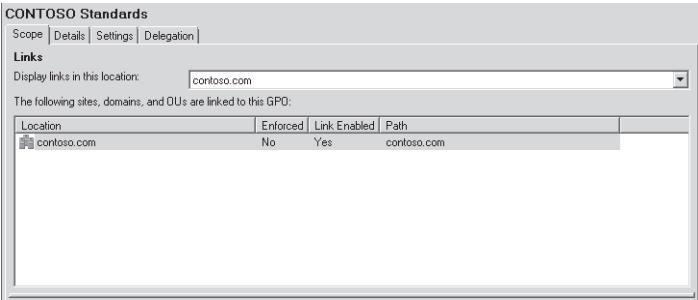 CONTOSO Standards
Scope Details Settings Delegation
Links
Display links in this location: contoso.com
The following sites, domains, and OUs are linked to this GPO:
Location Enforced Link Enabled Path
contoso.com No Yes contoso.com